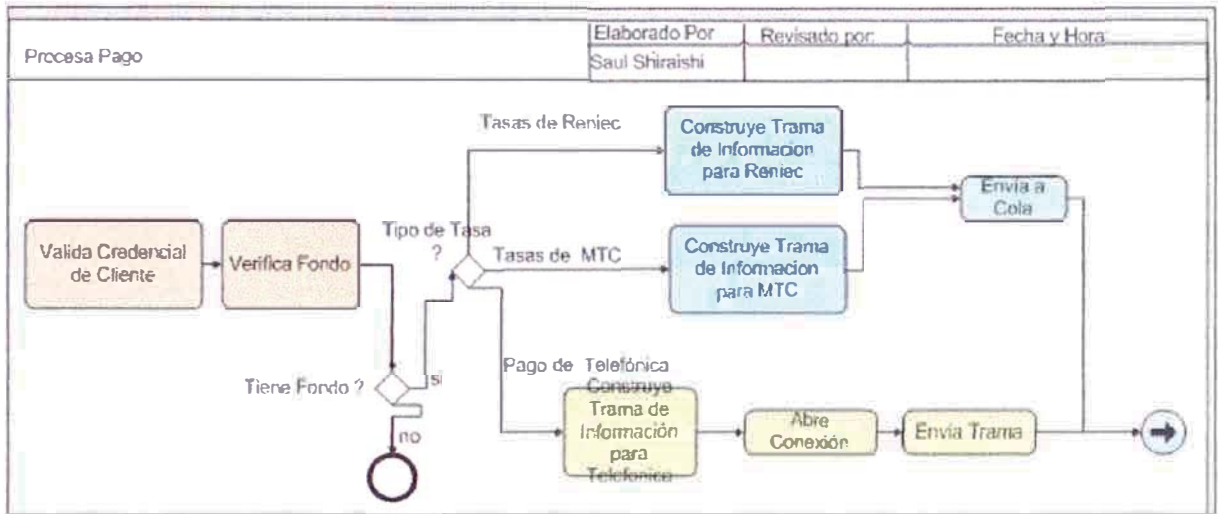 Procesa Pago
Elaborado Por
Revisado por:
Fecha y Hora
Saul Shiraishi
Tasas de Reniec
Construye Trama
de Informacion
para Reniec
Envia a
Cola
Valida Credencial
de Cliente
Verifica Fondo
Tipo de Tasa
?
Tasas de MTC
Construye Trama
de Informacion
para MTC
Tiene Fondo ?
si
no
Pago de Telefónica
Construye
Trama de
Información
para
Telefonica
Abre
Conexión
Envia Trama